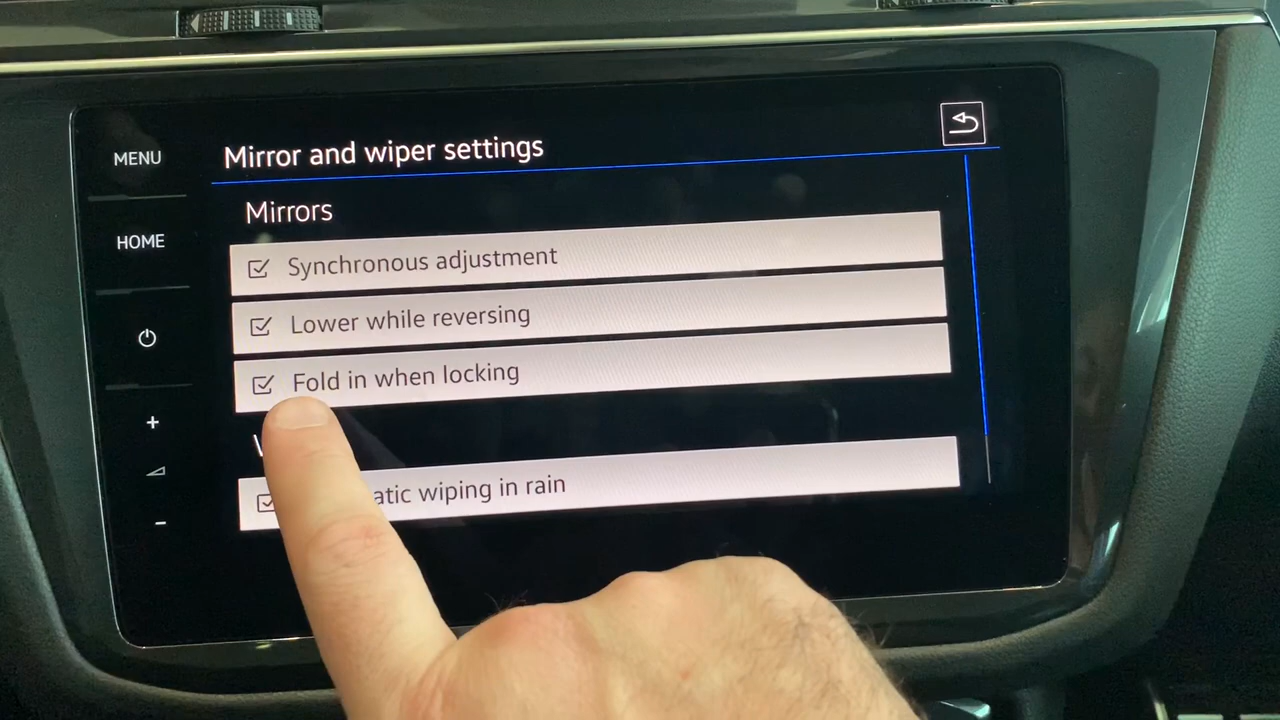 MENU
Mirror and wiper settings
Mirrors
HOME
Synchronous adjustment
Lower while reversing
Fold in when locking
wiping in rain
+
-